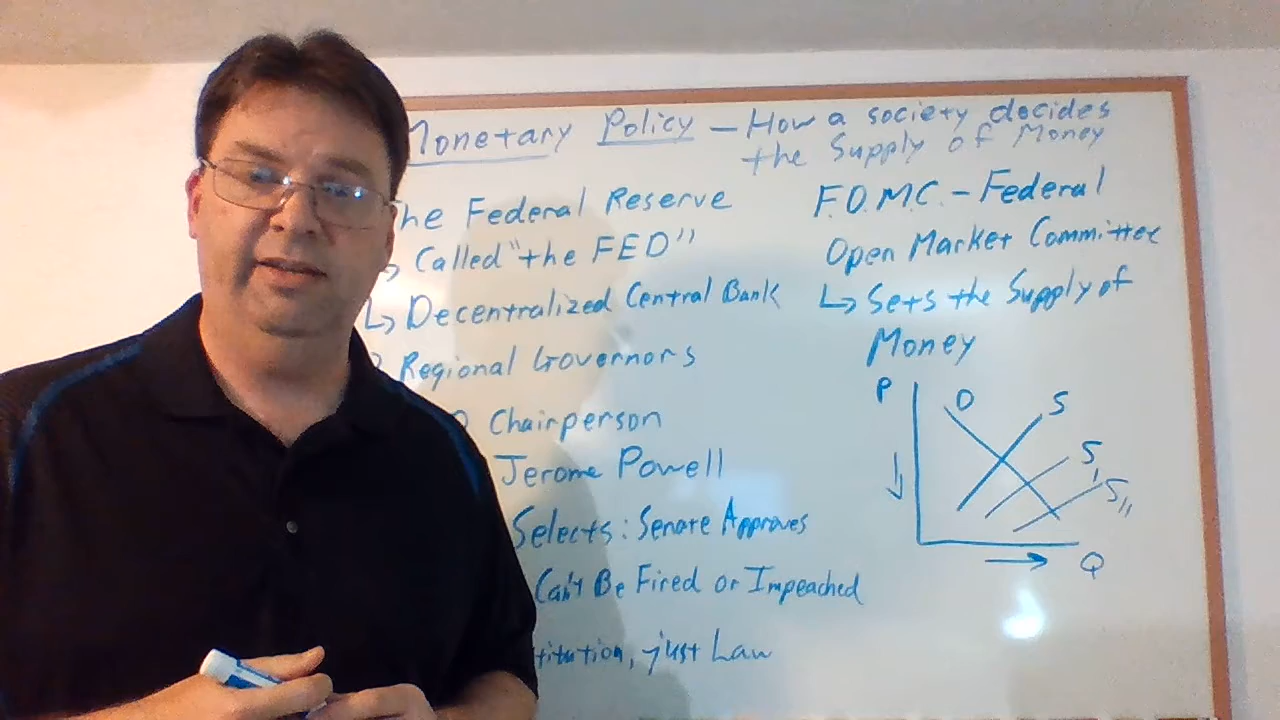 Monetary Policy – How a society decides
the Supply of Money
he Federal Reserve
↳ Called "the FED"
↳ Decentralized Central Bank
Regional Governors
Chairperson
Jerome Powell
Selects: Senate Approves
Can't Be Fired or Impeached
titution, just Law
F.O.M.C. – Federal
Open Market Committee
↳ Sets the Supply of
Money
P D S
S,
S,,
Q